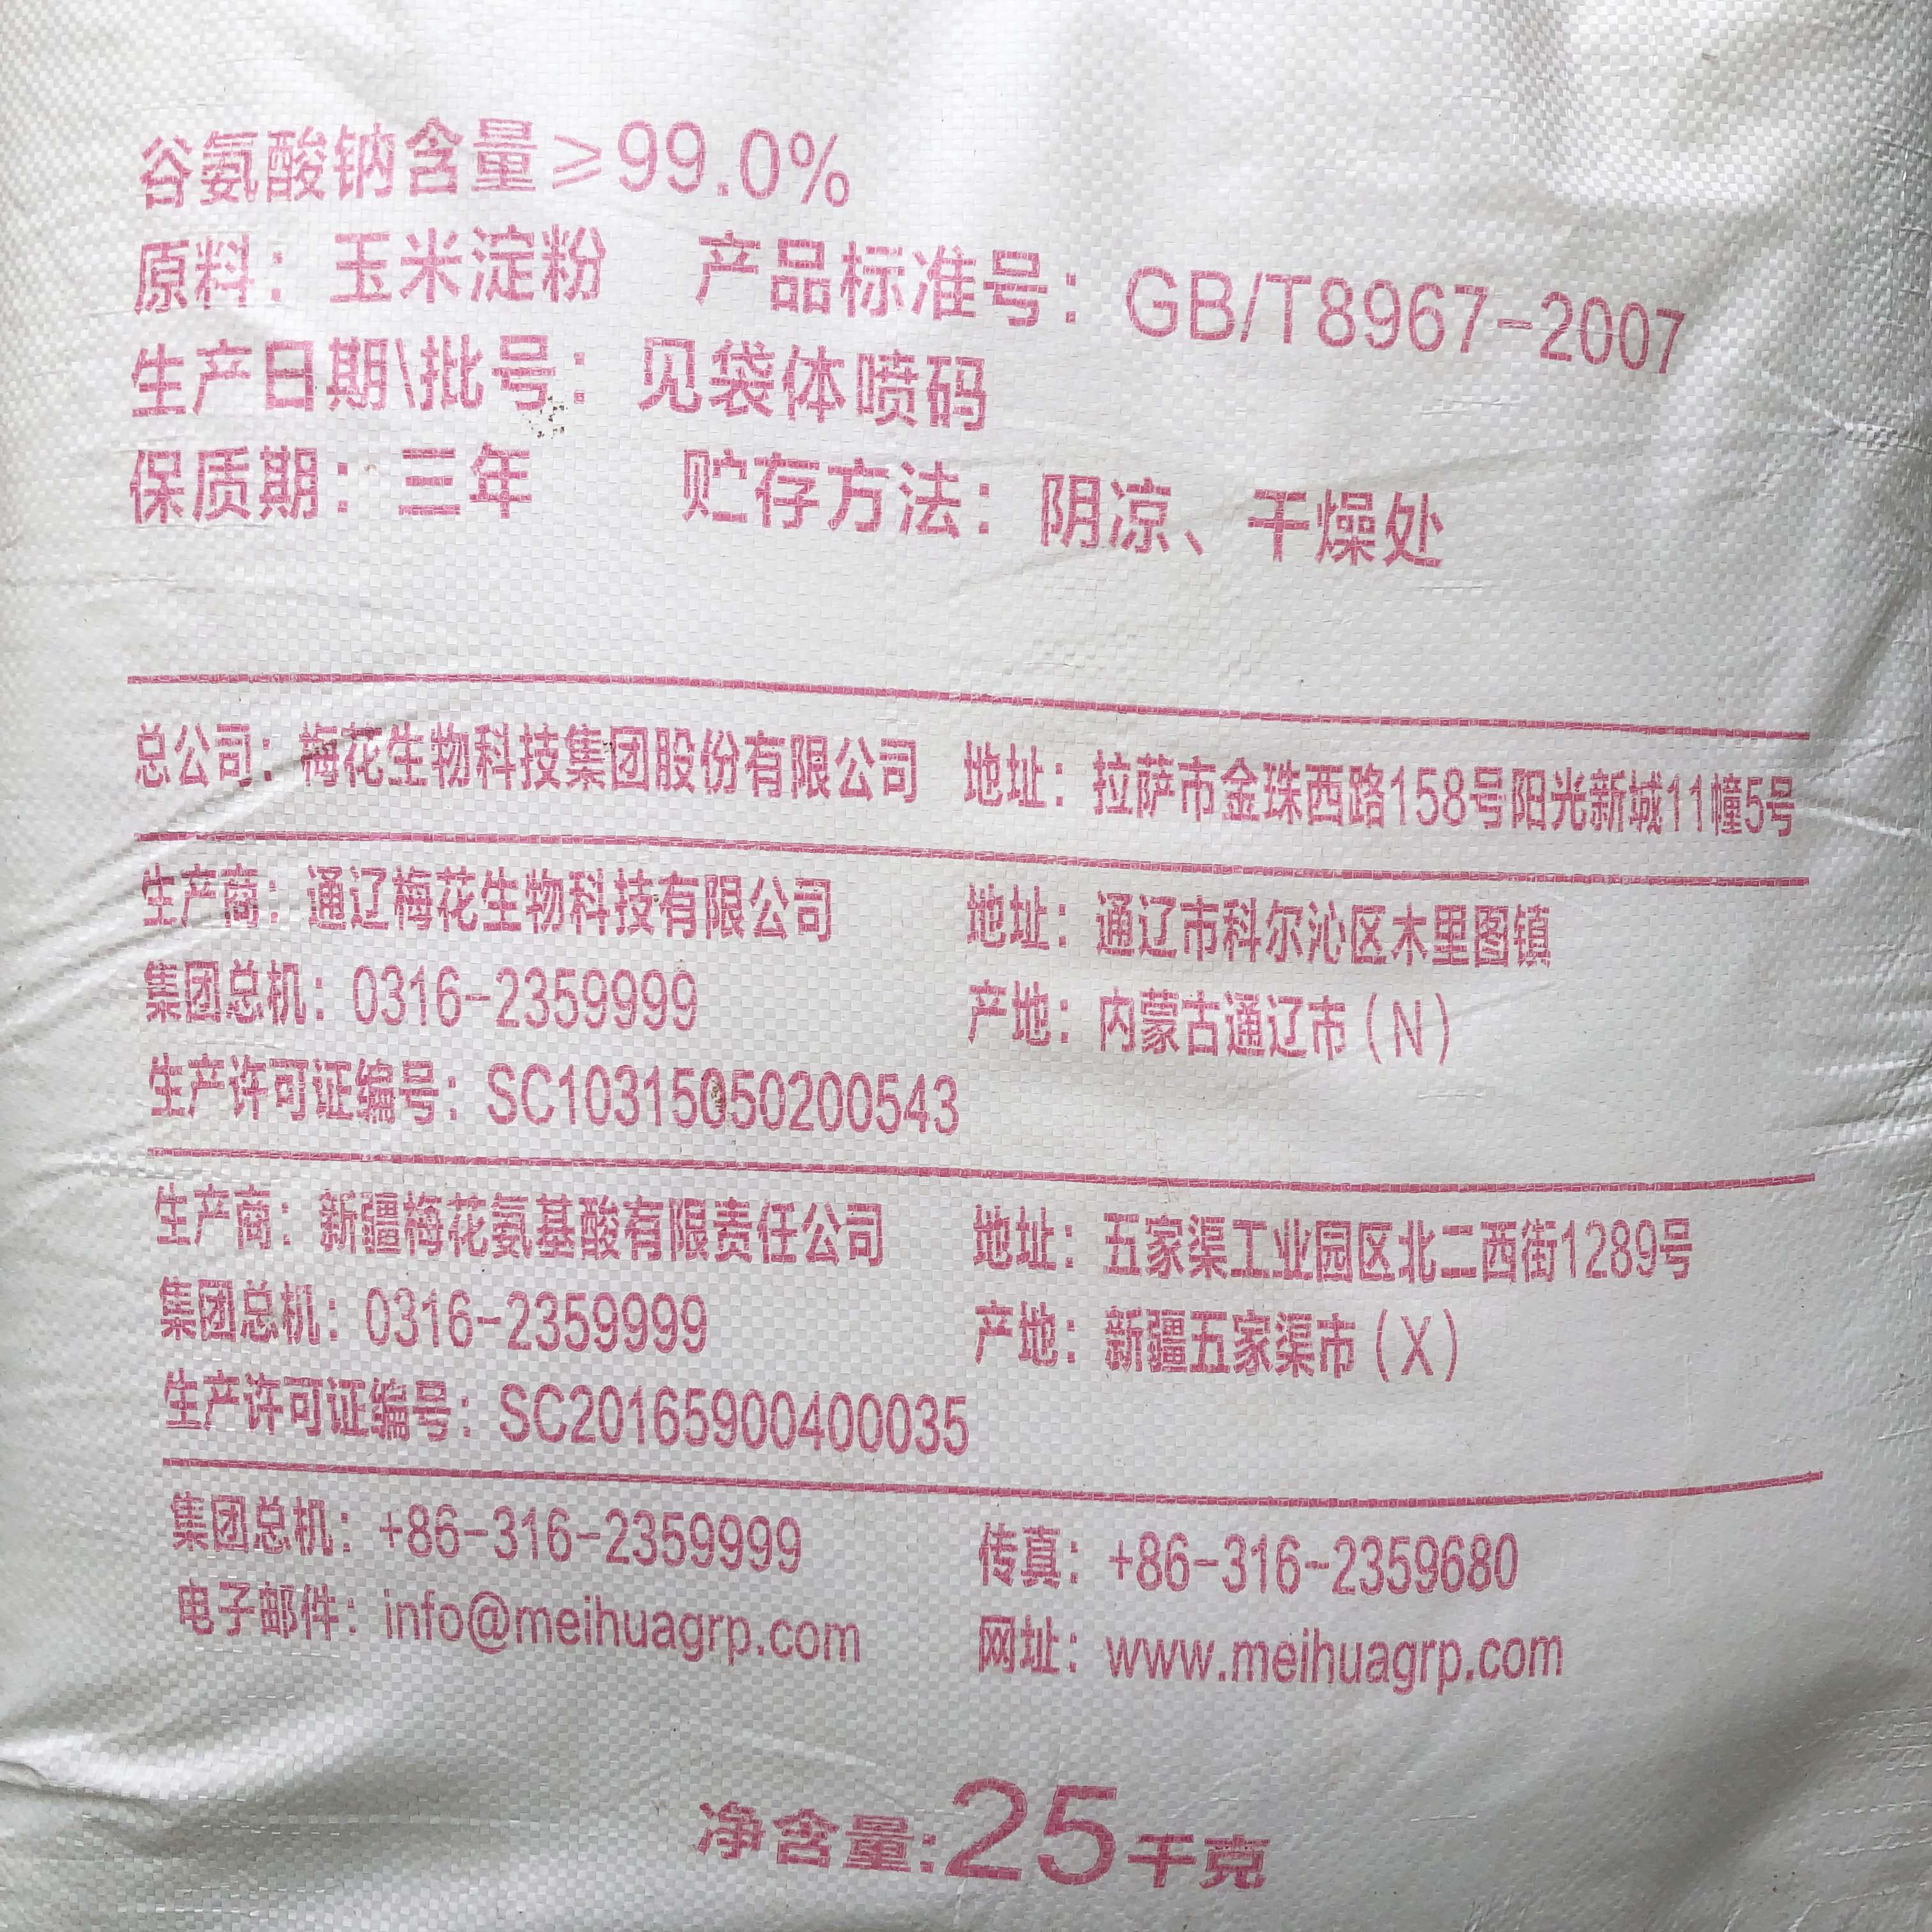 谷氨酸钠含量≥99.0%
原料：玉米淀粉 产品标准号：GB/T8967-2007
生产日期\批号：见袋体喷码
保质期：三年 贮存方法：阴凉、干燥处
总公司：梅花生物科技集团股份有限公司 地址：拉萨市金珠西路158号阳光新城11幢5号
生产商：通辽梅花生物科技有限公司 地址：通辽市科尔沁区木里图镇
集团总机：0316-2359999 产地：内蒙古通辽市(N)
生产许可证编号：SC10315050200543
生产商：新疆梅花氨基酸有限责任公司 地址：五家渠工业园区北二西街1289号
集团总机：0316-2359999 产地：新疆五家渠市(X)
生产许可证编号：SC20165900400035
集团总机：+86-316-2359999 传真：+86-316-2359680
电子邮件：info@meihuagrp.com 网址：www.meihuagrp.com
净含量:25千克